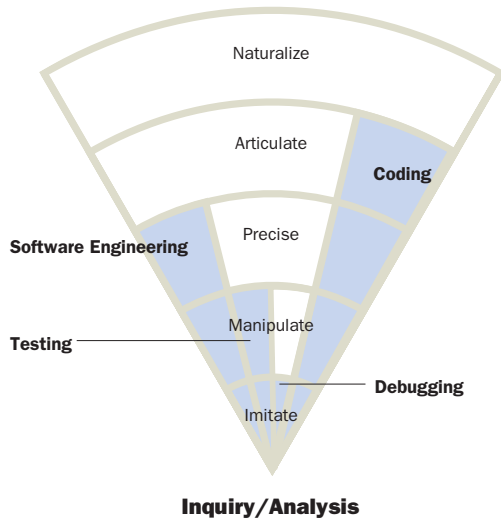 Naturalize
Articulate
Coding
Precise
Software Engineering
Manipulate
Testing
Debugging
Imitate
Inquiry/Analysis